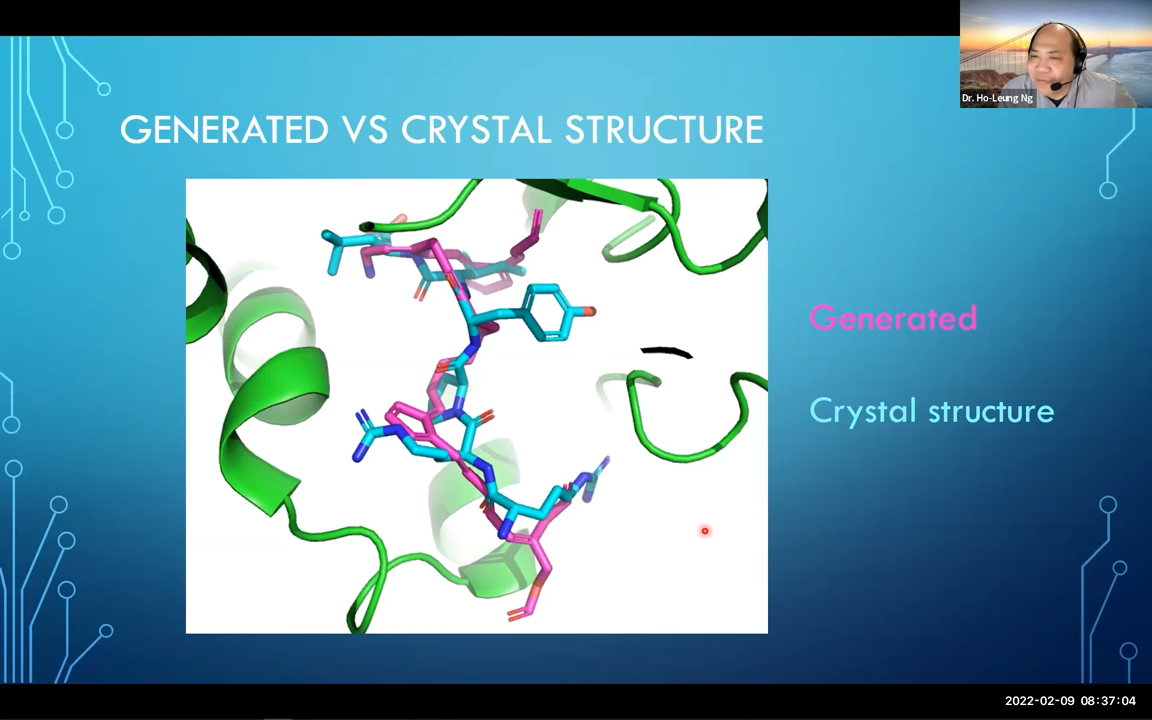 Dr. Ho-Leung Ng
GENERATED VS CRYSTAL STRUCTURE
Generated
Crystal structure
2022-02-09 08:37:04